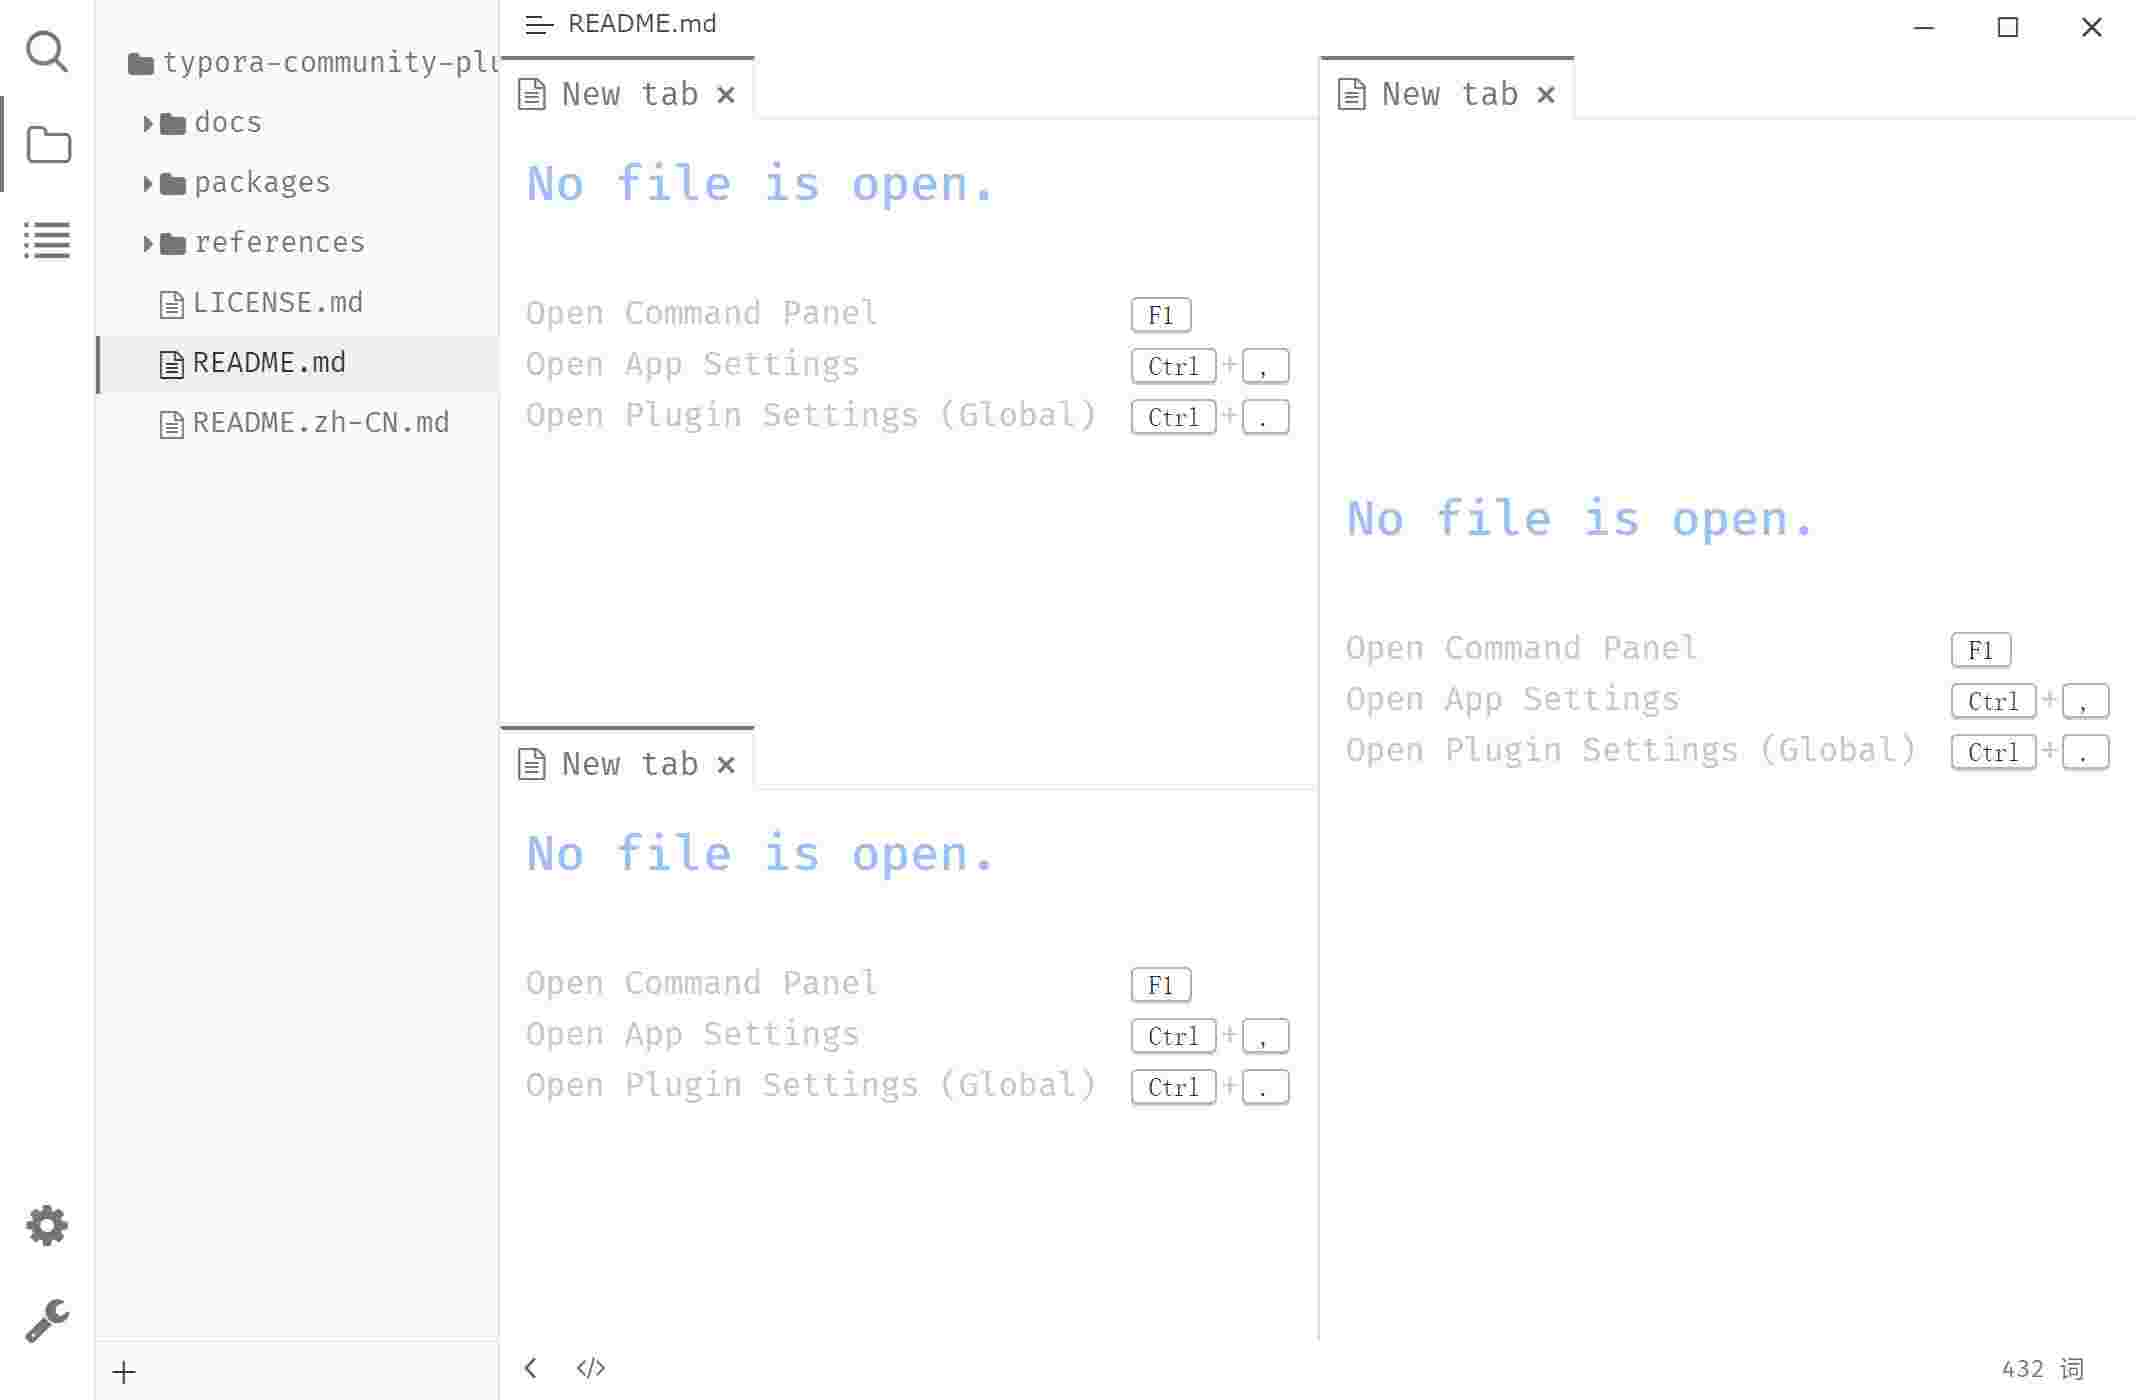 README.md
typora-community-plu
docs
packages
references
LICENSE.md
README.md
README.zh-CN.md
New tab
No file is open.
Open Command Panel F1
Open App Settings Ctrl + ,
Open Plugin Settings (Global) Ctrl + .
New tab
No file is open.
Open Command Panel F1
Open App Settings Ctrl + ,
Open Plugin Settings (Global) Ctrl + .
New tab
No file is open.
Open Command Panel F1
Open App Settings Ctrl + ,
Open Plugin Settings (Global) Ctrl + .
432 词